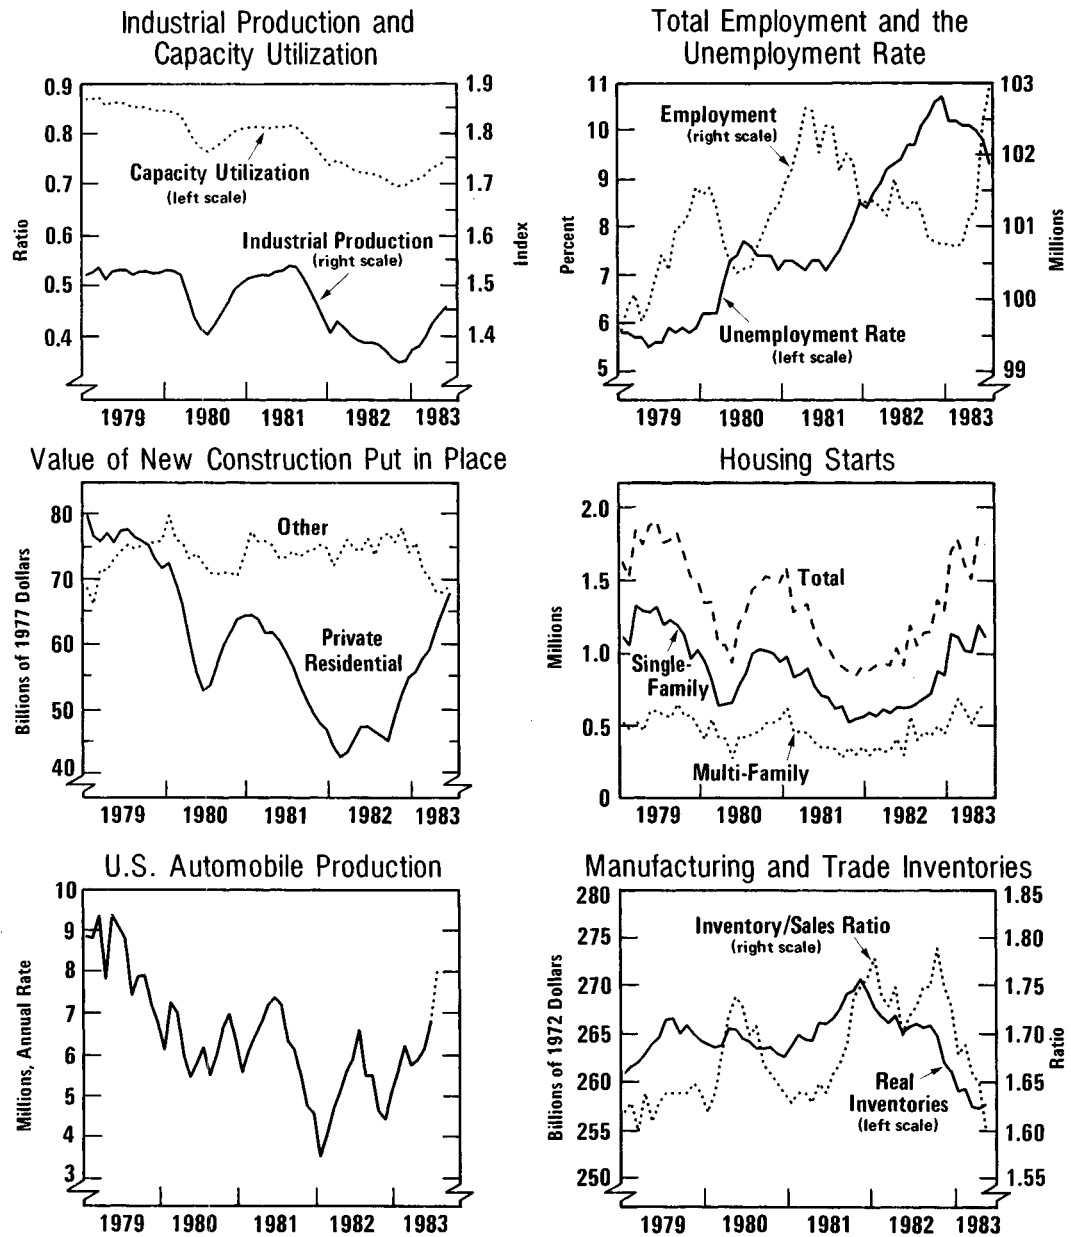 Industrial Production and
Capacity Utilization
0.9
0.8
0.7
0.6
0.5
0.4
Ratio
1.9
1.8
1.7
1.6
1.5
1.4
Index
Capacity Utilization
(left scale)
Industrial Production
(right scale)
1979 1980 1981 1982 1983
Total Employment and the
Unemployment Rate
11
10
9
8
7
6
5
Percent
103
102
101
100
99
Millions
Employment
(right scale)
Unemployment Rate
(left scale)
1979 1980 1981 1982 1983
Value of New Construction Put in Place
80
70
60
50
40
Billions of 1977 Dollars
Other
Private
Residential
1979 1980 1981 1982 1983
Housing Starts
2.0
1.5
1.0
0.5
0
Millions
Total
Single-
Family
Multi-Family
1979 1980 1981 1982 1983
U.S. Automobile Production
10
9
8
7
6
5
4
3
Millions, Annual Rate
1979 1980 1981 1982 1983
Manufacturing and Trade Inventories
280
275
270
265
260
255
250
Billions of 1972 Dollars
1.85
1.80
1.75
1.70
1.65
1.60
1.55
Ratio
Inventory/Sales Ratio
(right scale)
Real
Inventories
(left scale)
1979 1980 1981 1982 1983